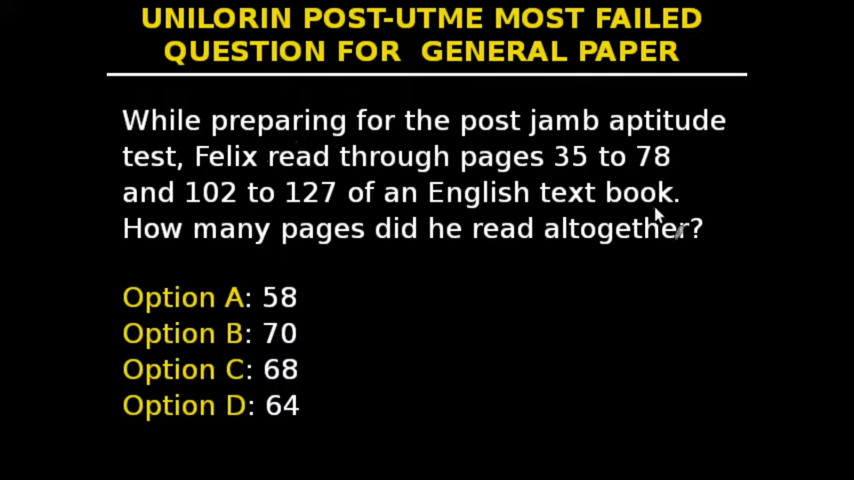 UNILORIN POST-UTME MOST FAILED
QUESTION FOR GENERAL PAPER
While preparing for the post jamb aptitude
test, Felix read through pages 35 to 78
and 102 to 127 of an English text book.
How many pages did he read altogether?
Option A: 58
Option B: 70
Option C: 68
Option D: 64